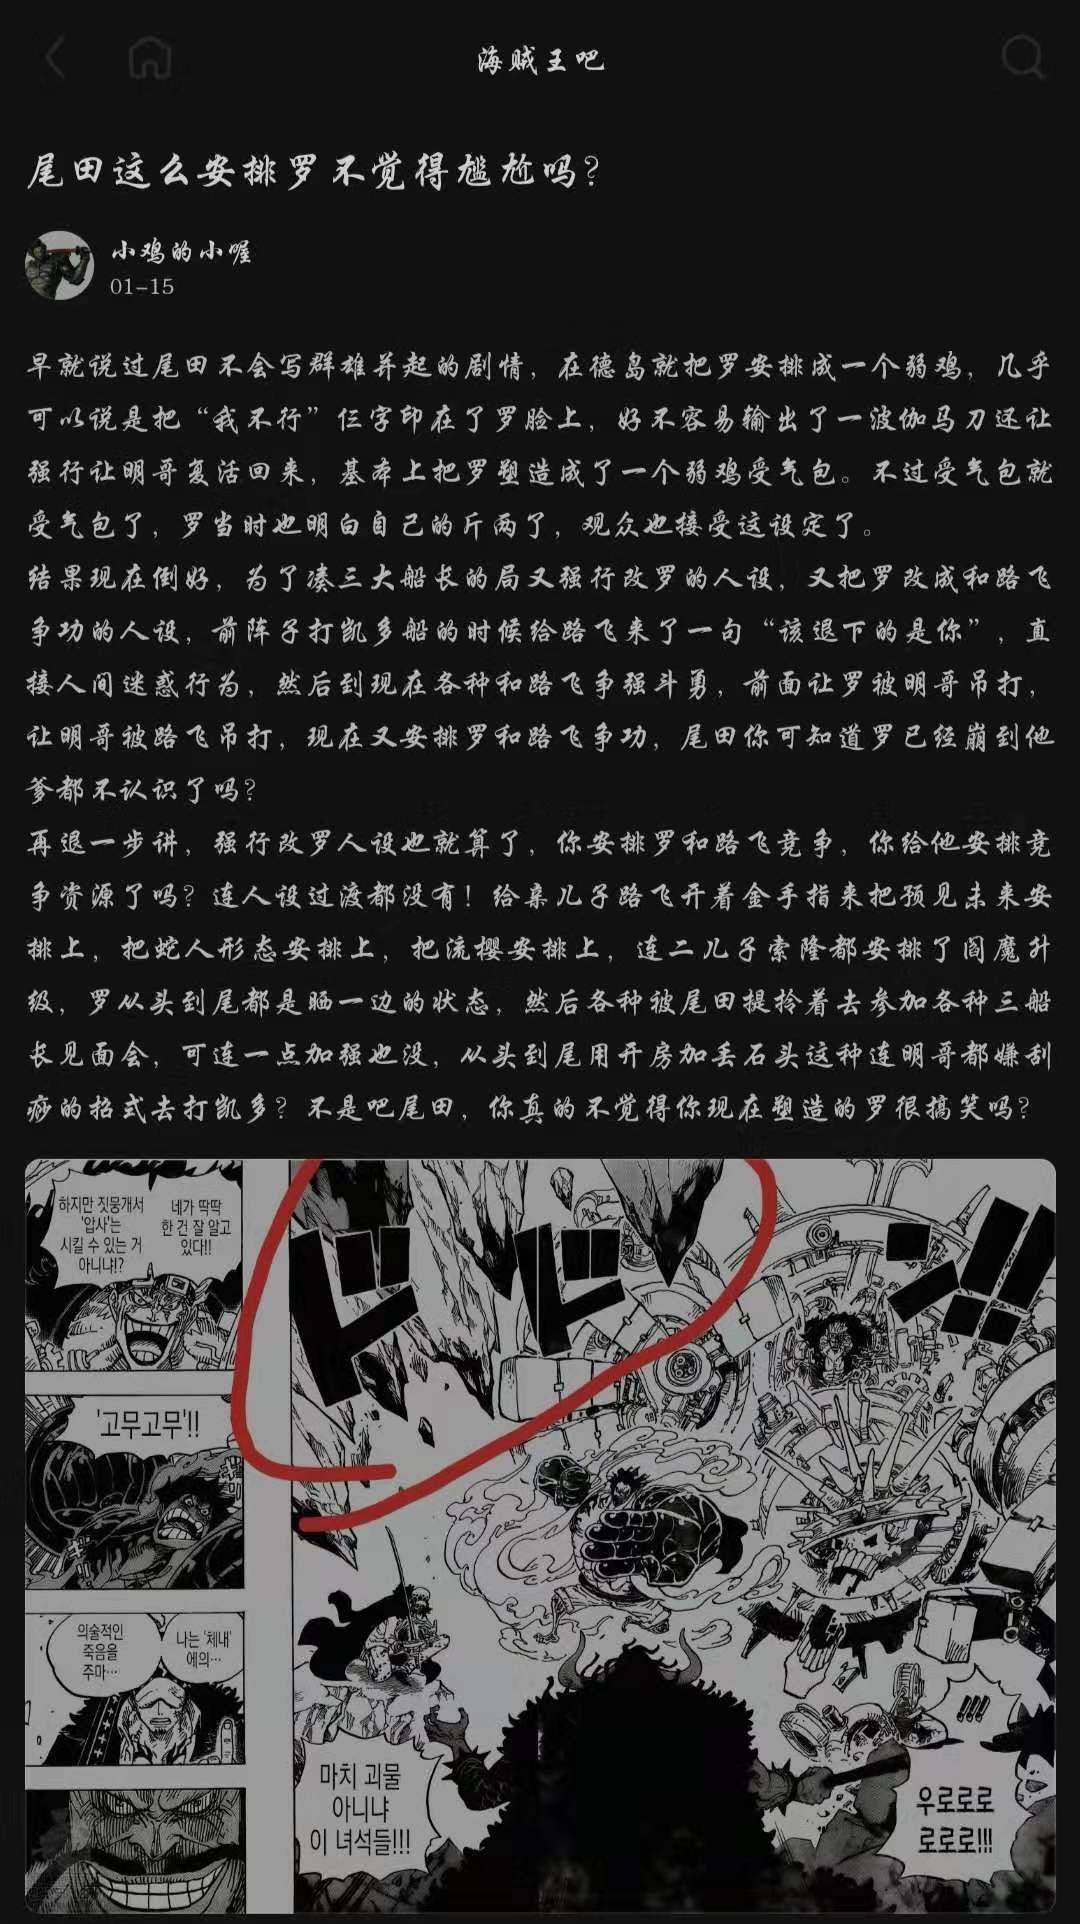 海贼王吧
尾田这么安排罗不觉得尴尬吗?
小鸡的小喔
01-15
早就说过尾田不会写群雄并起的剧情，在德岛就把罗安排成一个弱鸡，几乎
可以说是把“我不行”仨字印在了罗脸上，好不容易输出了一波伽马刀还让
强行让明哥复活回来，基本上把罗塑造成了一个弱鸡受气包。不过受气包就
受气包了，罗当时也明白自己的斤两了，观众也接受这设定了。
结果现在倒好，为了凑三大船长的局又强行改罗的人设，又把罗改成和路飞
争功的人设，前阵子打凯多船的时候给路飞来了一句“该退下的是你”，直
接人间迷惑行为，然后到现在各种和路飞争强斗勇，前面让罗被明哥吊打，
让明哥被路飞吊打，现在又安排罗和路飞争功，尾田你可知道罗已经崩到他
爹都不认识了吗?
再退一步讲，强行改罗人设也就算了，你安排罗和路飞竞争，你给他安排竞
争资源了吗? 连人设过渡都没有! 给亲儿子路飞开着金手指来把预见未来安
排上，把蛇人形态安排上，把流樱安排上，连二儿子索隆都安排了阎魔升
级，罗从头到尾都是晒一边的状态，然后各种被尾田提拎着去参加各种三船
长见面会，可连一点加强也没，从头到尾用开房加丢石头这种连明哥都嫌刮
痧的招式去打凯多? 不是吧尾田，你真的不觉得你现在塑造的罗很搞笑吗?
네가 딱딱
한 건 잘 알고
있다!!
하지만 짓뭉개서
'압사'는
시킬 수 있는 거
아니냐!?
'고무고무'!!
나는 '체내'
에의…
의술적인
죽음을
주마…
ドドン!!
마치 괴물
아니냐
이 녀석들!!!
!!!
우로로로
로로로!!!